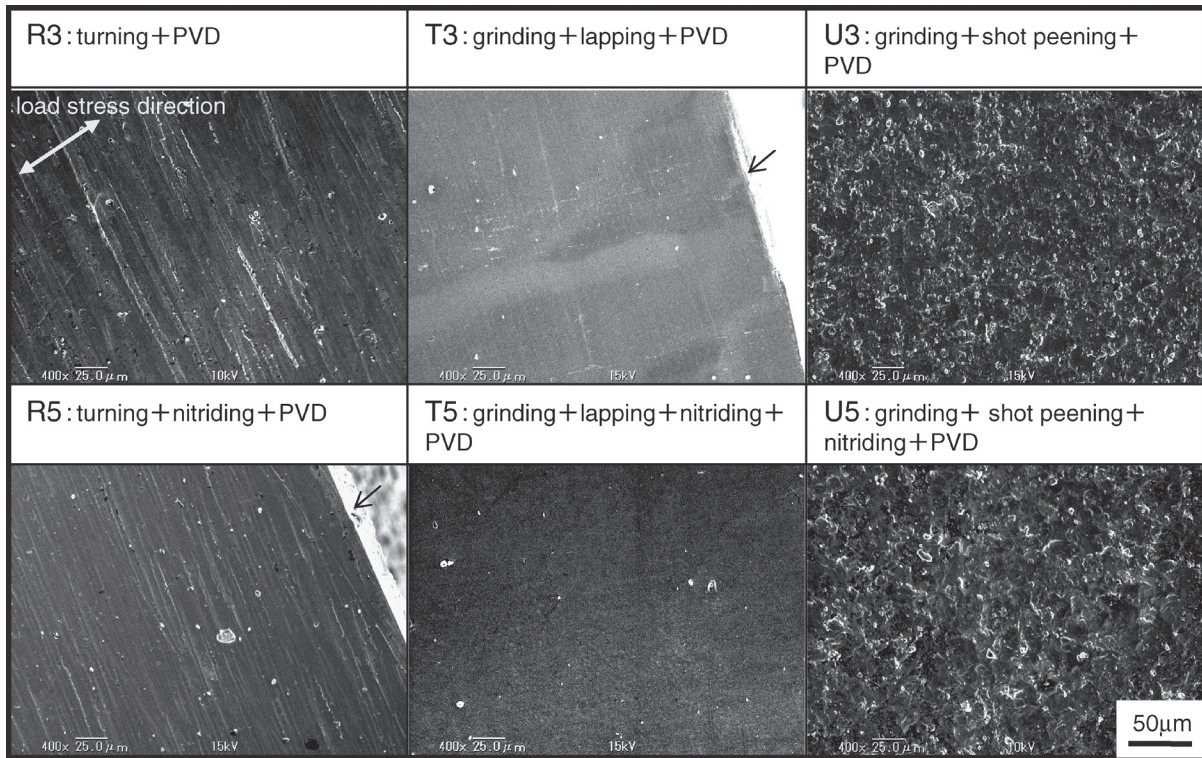 R3:turning+PVD
T3:grinding+lapping+PVD
U3:grinding+shot peening+
PVD
load stress direction
400× 25.0 μm 10kV
400× 25.0 μm 15kV
400× 25.0 μm 15kV
R5:turning+nitriding+PVD
T5:grinding+lapping+nitriding+
PVD
U5:grinding+ shot peening+
nitriding+PVD
400× 25.0 μm 15kV
400× 25.0 μm 15kV
400× 25.0 μm 10kV
50μm